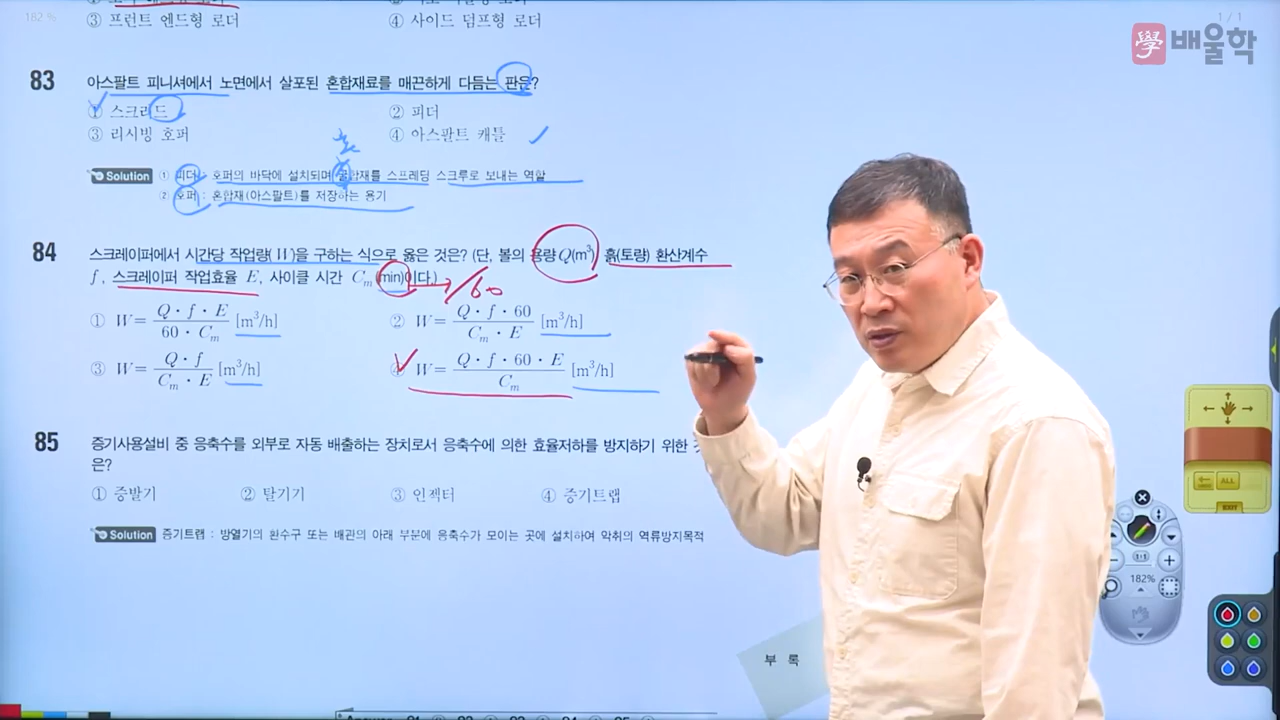 182 %
1 / 1
學 배울학
③ 프런트 엔드형 로더
④ 사이드 덤프형 로더
83 아스팔트 피니셔에서 노면에서 살포된 혼합재료를 매끈하게 다듬는 판은?
① 스크리드
② 피더
③ 리시빙 호퍼
④ 아스팔트 캐틀
Solution ① 피더 : 호퍼의 바닥에 설치되며 혼합재를 스프레딩 스크루로 보내는 역할
② 호퍼 : 혼합재(아스팔트)를 저장하는 용기
84 스크레이퍼에서 시간당 작업량(W)을 구하는 식으로 옳은 것은? (단, 볼의 용량 Q(m³) 흙(토량) 환산계수
f, 스크레이퍼 작업효율 E, 사이클 시간 Cm(min)이다.)
/60
① W = Q · f · E / 60 · Cm [m³/h]
② W = Q · f · 60 / Cm · E [m³/h]
③ W = Q · f / Cm · E [m³/h]
④ W = Q · f · 60 · E / Cm [m³/h]
85 증기사용설비 중 응축수를 외부로 자동 배출하는 장치로서 응축수에 의한 효율저하를 방지하기 위한
은?
① 증발기
② 탈기기
③ 인젝터
④ 증기트랩
Solution 증기트랩 : 방열기의 환수구 또는 배관의 아래 부분에 응축수가 모이는 곳에 설치하여 악취의 역류방지목적
부 록
ALL
EXIT
1:1
182%